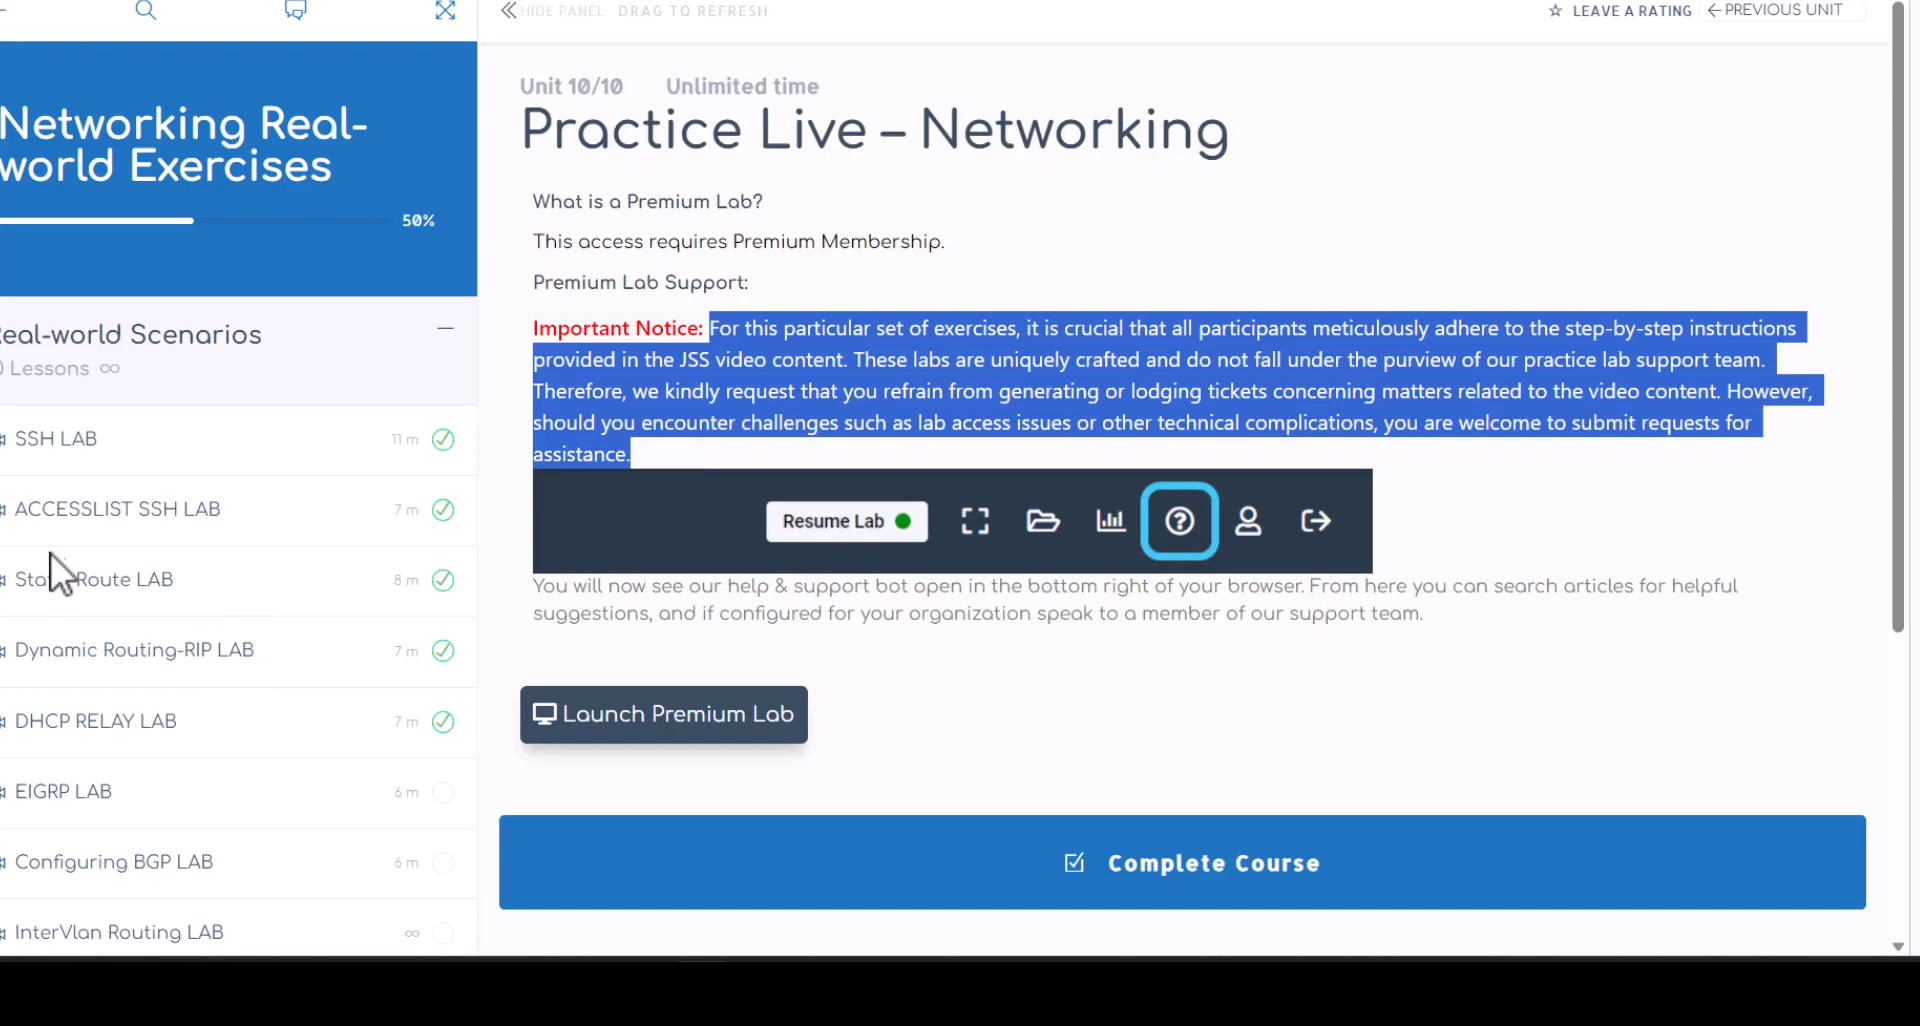 HIDE PANEL DRAG TO REFRESH
LEAVE A RATING
PREVIOUS UNIT
Networking Real-
world Exercises
50%
eal-world Scenarios
0 Lessons ∞
SSH LAB 11 m
ACCESSLIST SSH LAB 7 m
Route LAB 8 m
Dynamic Routing-RIP LAB 7 m
DHCP RELAY LAB 7 m
EIGRP LAB 6 m
Configuring BGP LAB 6 m
InterVlan Routing LAB ∞
Unit 10/10 Unlimited time
Practice Live – Networking
What is a Premium Lab?
This access requires Premium Membership.
Premium Lab Support:
Important Notice: For this particular set of exercises, it is crucial that all participants meticulously adhere to the step-by-step instructions
provided in the JSS video content. These labs are uniquely crafted and do not fall under the purview of our practice lab support team.
Therefore, we kindly request that you refrain from generating or lodging tickets concerning matters related to the video content. However,
should you encounter challenges such as lab access issues or other technical complications, you are welcome to submit requests for
assistance.
Resume Lab
You will now see our help & support bot open in the bottom right of your browser. From here you can search articles for helpful
suggestions, and if configured for your organization speak to a member of our support team.
Launch Premium Lab
Complete Course